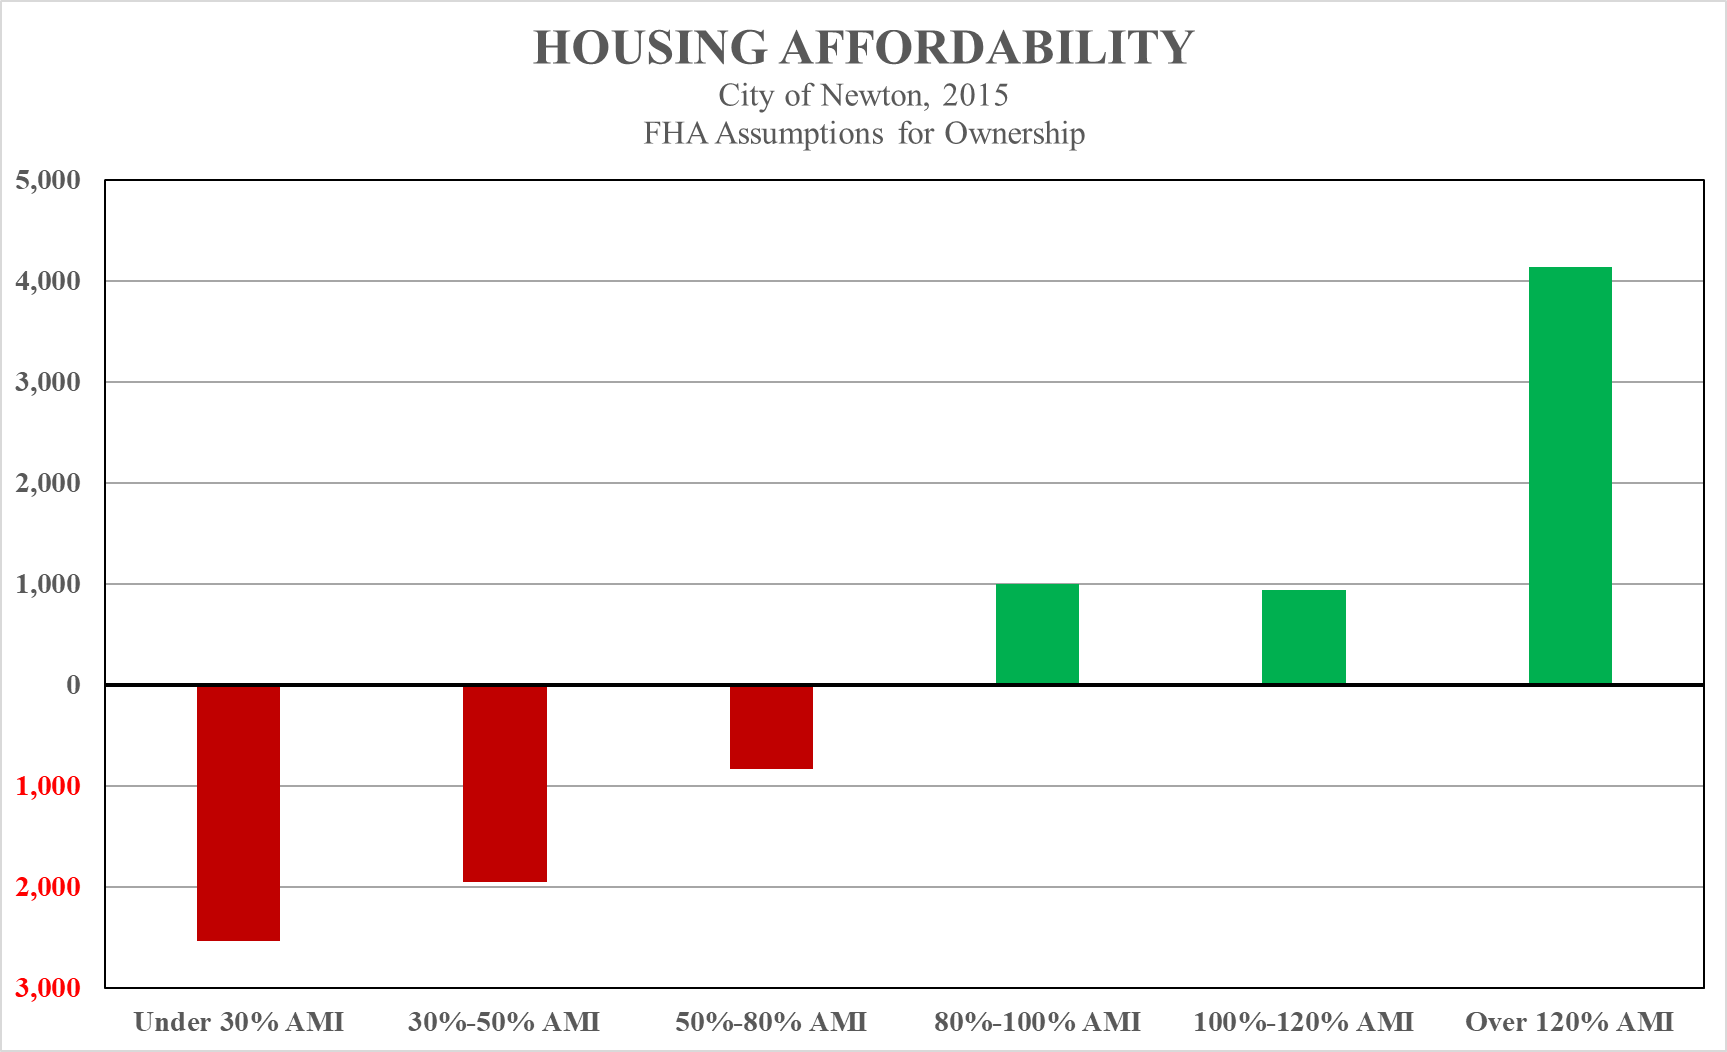 HOUSING AFFORDABILITY
City of Newton, 2015
FHA Assumptions for Ownership
5,000
4,000
3,000
2,000
1,000
0
1,000
2,000
3,000
Under 30% AMI 30%-50% AMI 50%-80% AMI 80%-100% AMI 100%-120% AMI Over 120% AMI